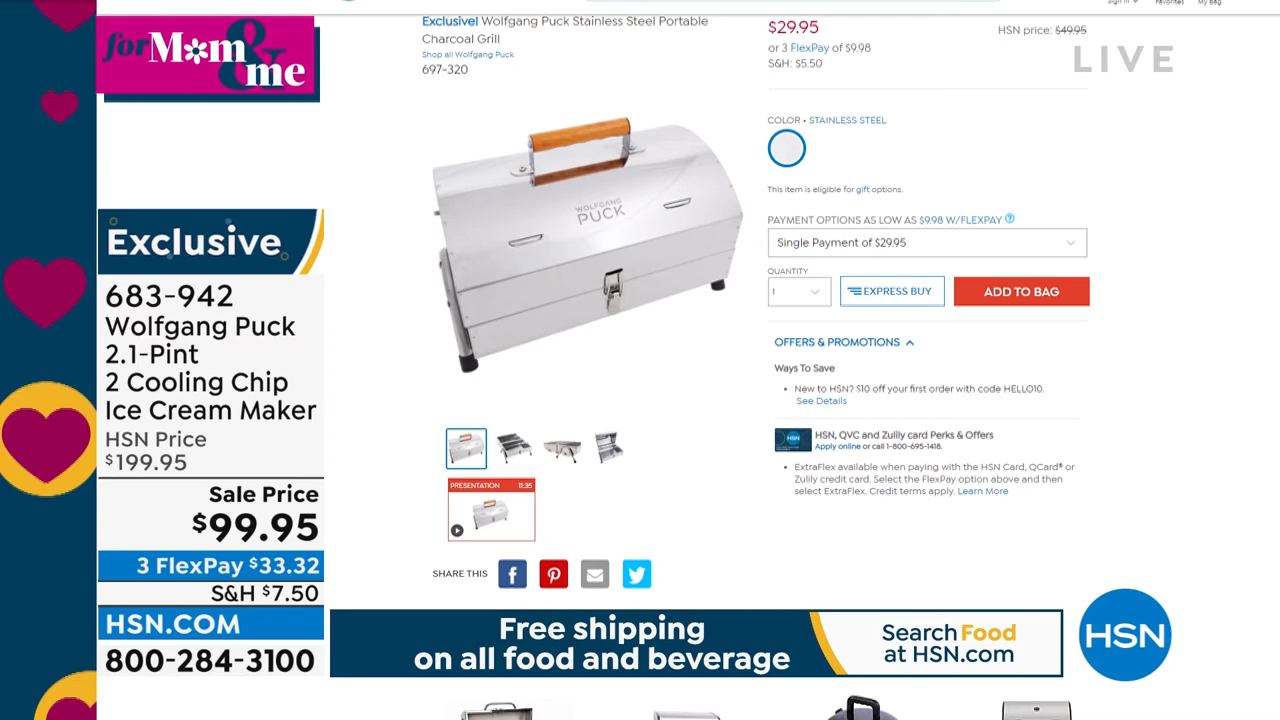 for Mom
&
me
Exclusive
683-942
Wolfgang Puck
2.1-Pint
2 Cooling Chip
Ice Cream Maker
HSN Price
$199.95
Sale Price
$99.95
3 FlexPay $33.32
S&H $7.50
HSN.COM
800-284-3100
Exclusive! Wolfgang Puck Stainless Steel Portable
Charcoal Grill
Shop all Wolfgang Puck
697-320
WOLFGANG
PUCK
PRESENTATION 11:35
SHARE THIS
Favorites
My Bag
$29.95
HSN price: $49.95
or 3 FlexPay of $9.98
S&H: $5.50
LIVE
COLOR • STAINLESS STEEL
This item is eligible for gift options.
PAYMENT OPTIONS AS LOW AS $9.98 W/FLEXPAY ?
Single Payment of $29.95
QUANTITY
1
EXPRESS BUY
ADD TO BAG
OFFERS & PROMOTIONS
Ways To Save
• New to HSN? $10 off your first order with code HELLO10.
See Details
HSN
HSN, QVC and Zulily card Perks & Offers
Apply online or call 1-800-695-1418.
• ExtraFlex available when paying with the HSN Card, QCard® or
Zulily credit card. Select the FlexPay option above and then
select ExtraFlex. Credit terms apply. Learn More
Free shipping
on all food and beverage
Search Food
at HSN.com
HSN